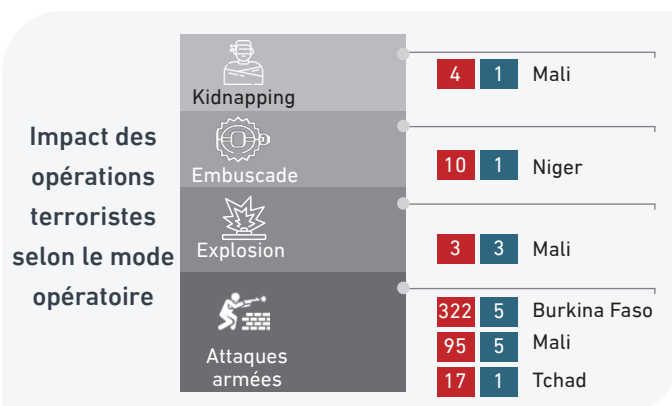 Impact des
opérations
terroristes
selon le mode
opératoire
Kidnapping
4 1 Mali
Embuscade
10 1 Niger
Explosion
3 3 Mali
Attaques
armées
322 5 Burkina Faso
95 5 Mali
17 1 Tchad